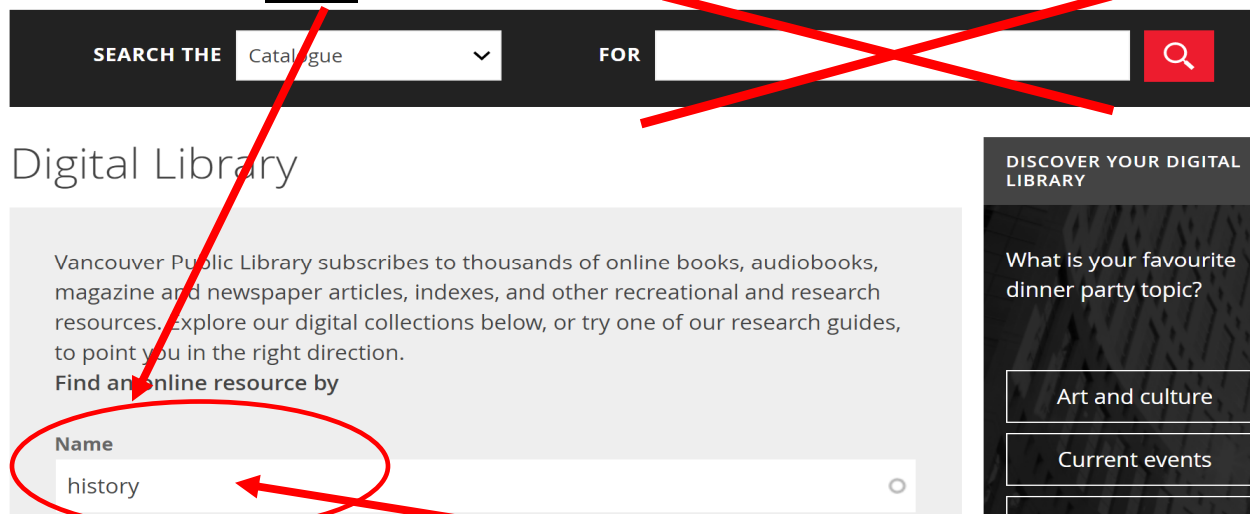 SEARCH THE Catalogue FOR
Digital Library
Vancouver Public Library subscribes to thousands of online books, audiobooks,
magazine and newspaper articles, indexes, and other recreational and research
resources. Explore our digital collections below, or try one of our research guides,
to point you in the right direction.
Find an online resource by
Name
history
DISCOVER YOUR DIGITAL
LIBRARY
What is your favourite
dinner party topic?
Art and culture
Current events